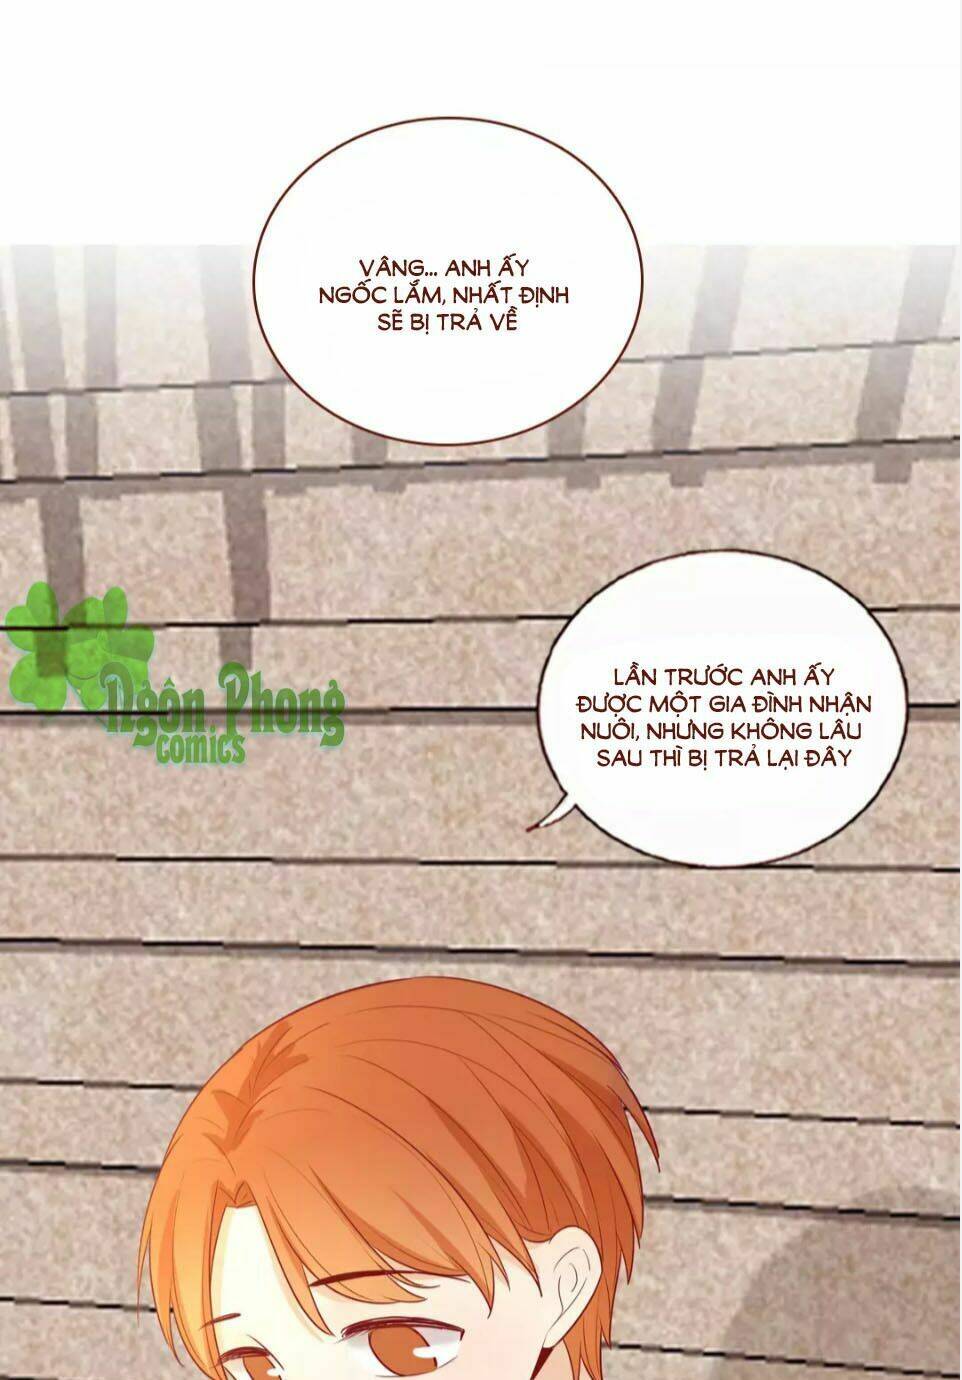 VÂNG... ANH ẤY
NGỐC LẮM, NHẤT ĐỊNH
SẼ BỊ TRẢ VỀ
LẦN TRƯỚC ANH ẤY
ĐƯỢC MỘT GIA ĐÌNH NHẬN
NUÔI, NHƯNG KHÔNG LÂU
SAU THÌ BỊ TRẢ LẠI ĐÂY
Ngôn Phong
comics